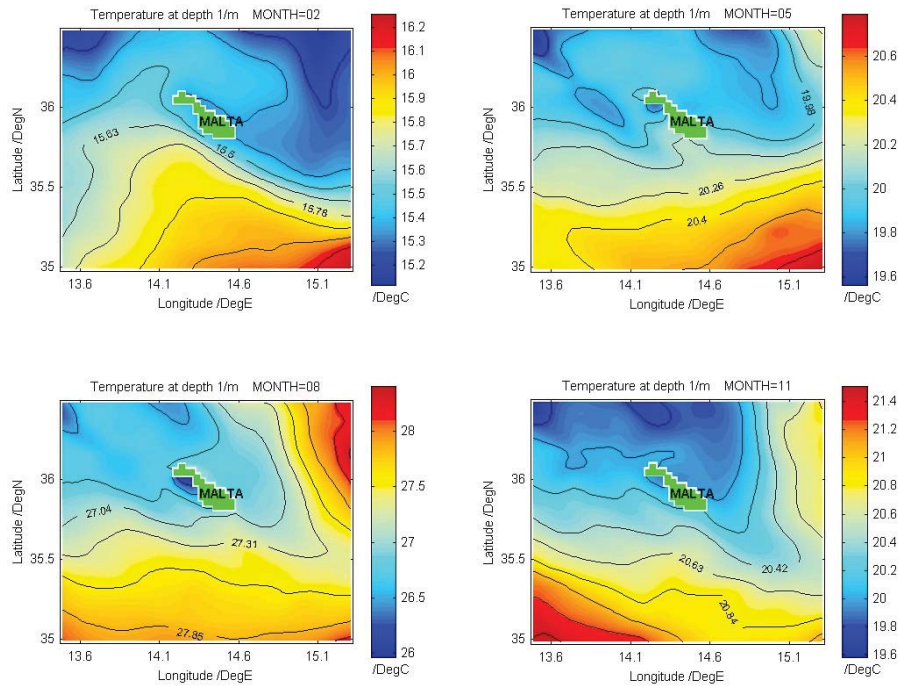 Temperature at depth 1/m MONTH=02
36
35.5
35
Latitude /DegN
13.6 14.1 14.6 15.1
Longitude /DegE
15.63
15.5
15.76
MALTA
16.2
16.1
16
15.9
15.8
15.7
15.6
15.5
15.4
15.3
15.2
/DegC
Temperature at depth 1/m MONTH=05
36
35.5
35
Latitude /DegN
13.6 14.1 14.6 15.1
Longitude /DegE
19.98
MALTA
20.26
20.4
20.6
20.4
20.2
20
19.8
19.6
/DegC
Temperature at depth 1/m MONTH=08
36
35.5
35
Latitude /DegN
13.6 14.1 14.6 15.1
Longitude /DegE
MALTA
27.04
27.31
27.85
28
27.5
27
26.5
26
/DegC
Temperature at depth 1/m MONTH=11
36
35.5
35
Latitude /DegN
13.6 14.1 14.6 15.1
Longitude /DegE
MALTA
20.63
20.42
20.84
21.4
21.2
21
20.8
20.6
20.4
20.2
20
19.8
19.6
/DegC